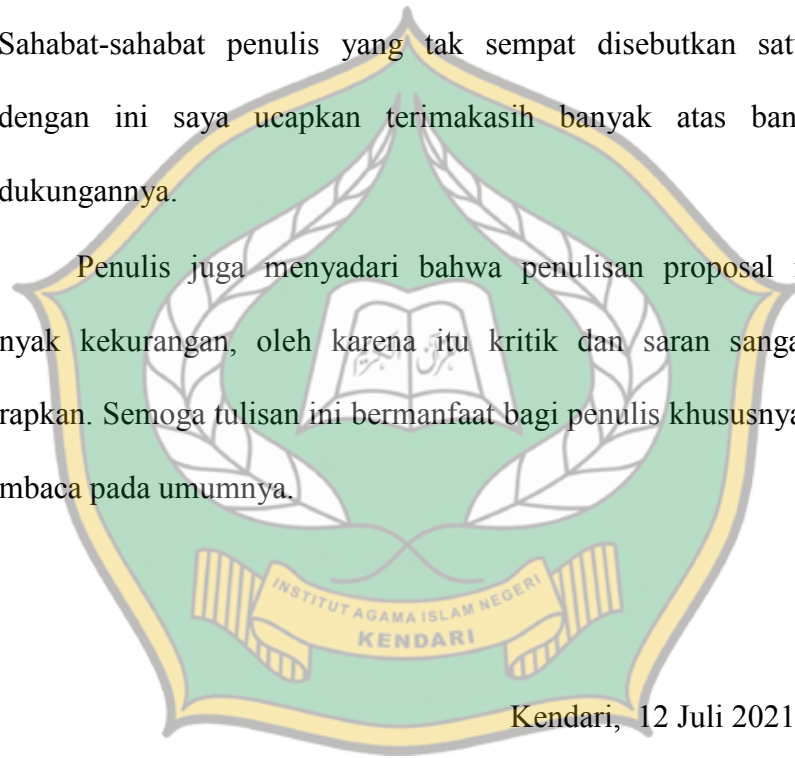 Sahabat-sahabat penulis yang tak sempat disebutkan sat
dengan ini saya ucapkan terimakasih banyak atas ban
dukungannya.
Penulis juga menyadari bahwa penulisan proposal
nyak kekurangan, oleh karena itu kritik dan saran sanga
rapkan. Semoga tulisan ini bermanfaat bagi penulis khususnya
mbaca pada umumnya.
INSTITUT AGAMA ISLAM NEGERI
KENDARI
Kendari, 12 Juli 2021